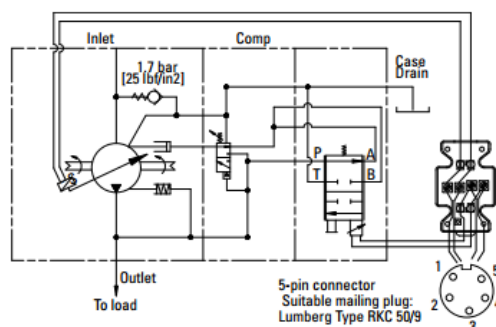 Inlet
Comp
1,7 bar
[25 lbf/in2]
Case
Drain
P
A
T
B
S
Outlet
To load
5-pin connector
Suitable mailing plug:
Lumberg Type RKC 50/9
1
5
2
4
3